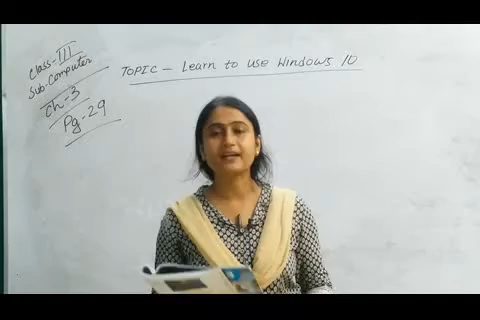 Class-III
Sub-Computer
Ch-3
Pg-29
TOPIC - Learn to use Windows 10